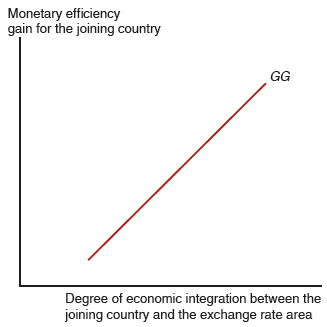 Monetary efficiency
gain for the joining country
GG
Degree of economic integration between the
joining country and the exchange rate area